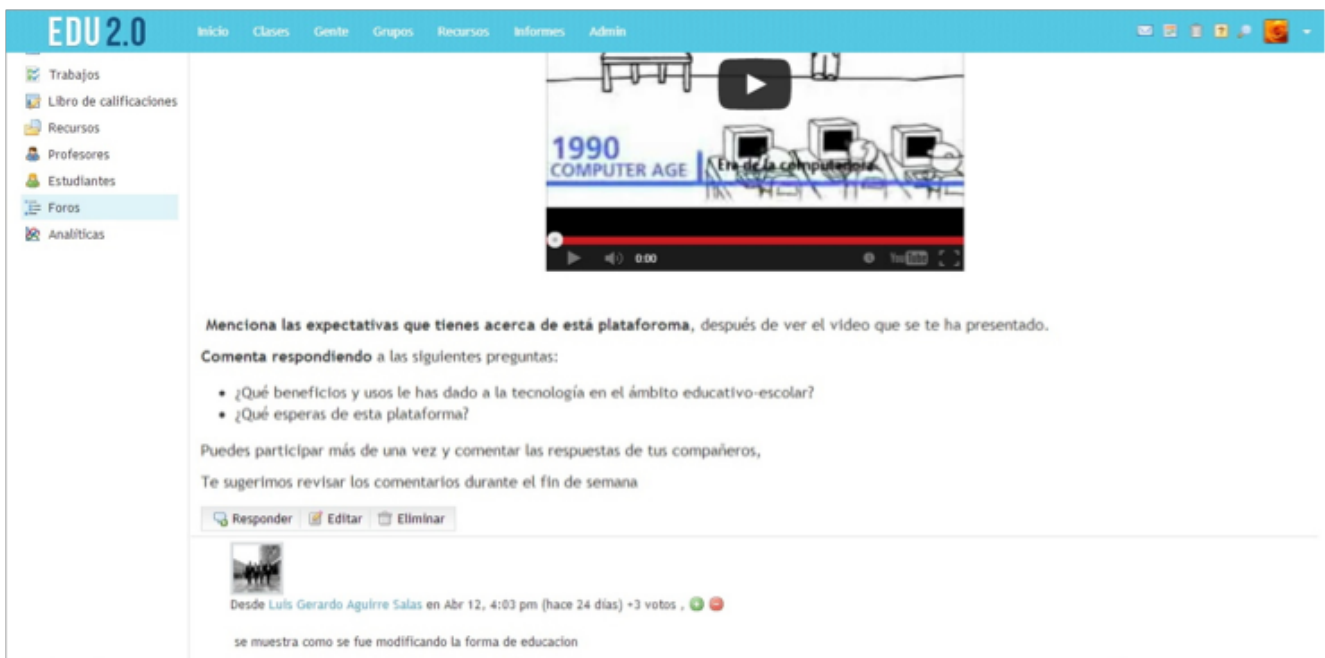 EDU 2.0 Inicio Clases Gente Grupos Recursos Informes Admin
Trabajos
Libro de calificaciones
Recursos
Profesores
Estudiantes
Foros
Analíticas
1990
COMPUTER AGE
Era de la computadora
0:00
YouTube
Menciona las expectativas que tienes acerca de está plataforoma, después de ver el video que se te ha presentado.
Comenta respondiendo a las siguientes preguntas:
• ¿Qué beneficios y usos le has dado a la tecnología en el ámbito educativo-escolar?
• ¿Qué esperas de esta plataforma?
Puedes participar más de una vez y comentar las respuestas de tus compañeros,
Te sugerimos revisar los comentarios durante el fin de semana
Responder Editar Eliminar
Desde Luis Gerardo Aguirre Salas en Abr 12, 4:03 pm (hace 24 días) +3 votos ,
se muestra como se fue modificando la forma de educacion